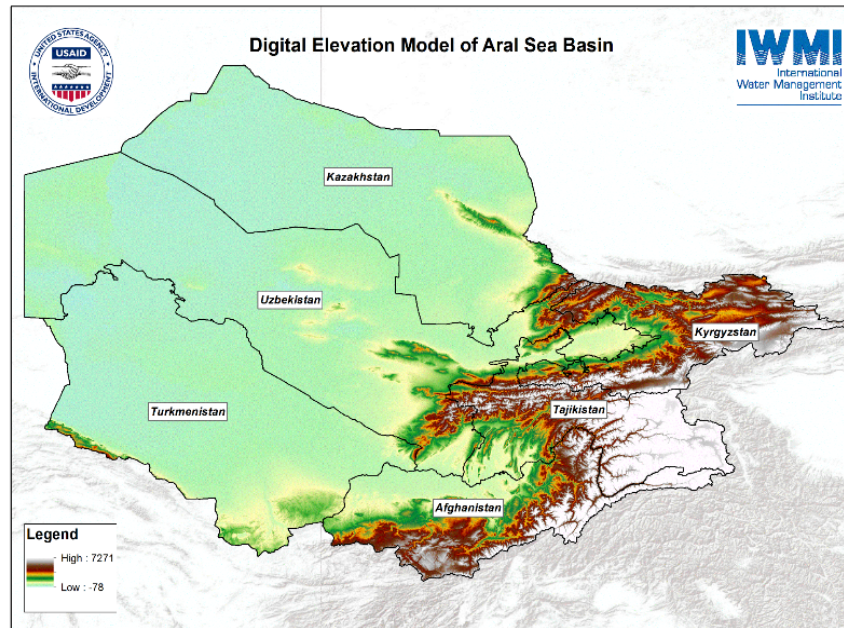 UNITED STATES AGENCY
USAID
INTERNATIONAL DEVELOPMENT
Digital Elevation Model of Aral Sea Basin
IWMI
International
Water Management
Institute
Kazakhstan
Uzbekistan
Kyrgyzstan
Turkmenistan
Tajikistan
Afghanistan
Legend
High : 7271
Low : -78